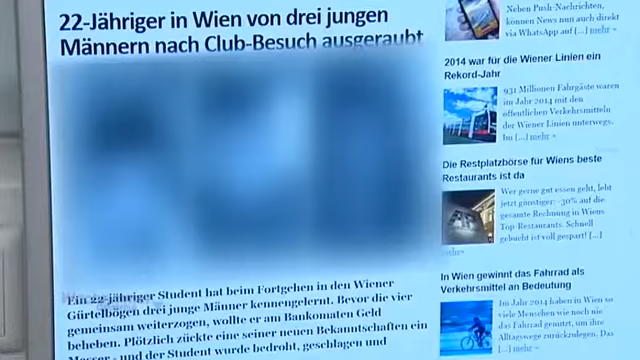 22-Jähriger in Wien von drei jungen
Männern nach Club-Besuch ausgeraubt
Ein 22-jähriger Student hat beim Fortgehen in den Wiener
Gürtelbögen drei junge Männer kennengelernt. Bevor die vier
gemeinsam weiterzogen, wollte er am Bankomaten Geld
beheben. Plötzlich zückte eine seiner neuen Bekanntschaften ein
Messer - und der Student wurde bedroht, geschlagen und
Neben Push-Nachrichten,
können News nun auch direkt
via WhatsApp auf [...] mehr »
2014 war für die Wiener Linien ein
Rekord-Jahr
931 Millionen Fahrgäste waren
im Jahr 2014 mit den
öffentlichen Verkehrsmitteln
der Wiener Linien unterwegs.
Im [...] mehr »
Die Restplatzbörse für Wiens beste
Restaurants ist da
Wer gerne gut essen geht, lebt
jetzt günstiger: -30% auf die
gesamte Rechnung in Wiens
Top-Restaurants. Schnell
gebucht ist voll gespart! [...]
mehr»
In Wien gewinnt das Fahrrad als
Verkehrsmittel an Bedeutung
Im Jahr 2014 haben in Wien so
viele Menschen wie noch nie
das Fahrrad genutzt, um ihre
Alltagswege zurückzulegen. Das
[...] mehr »